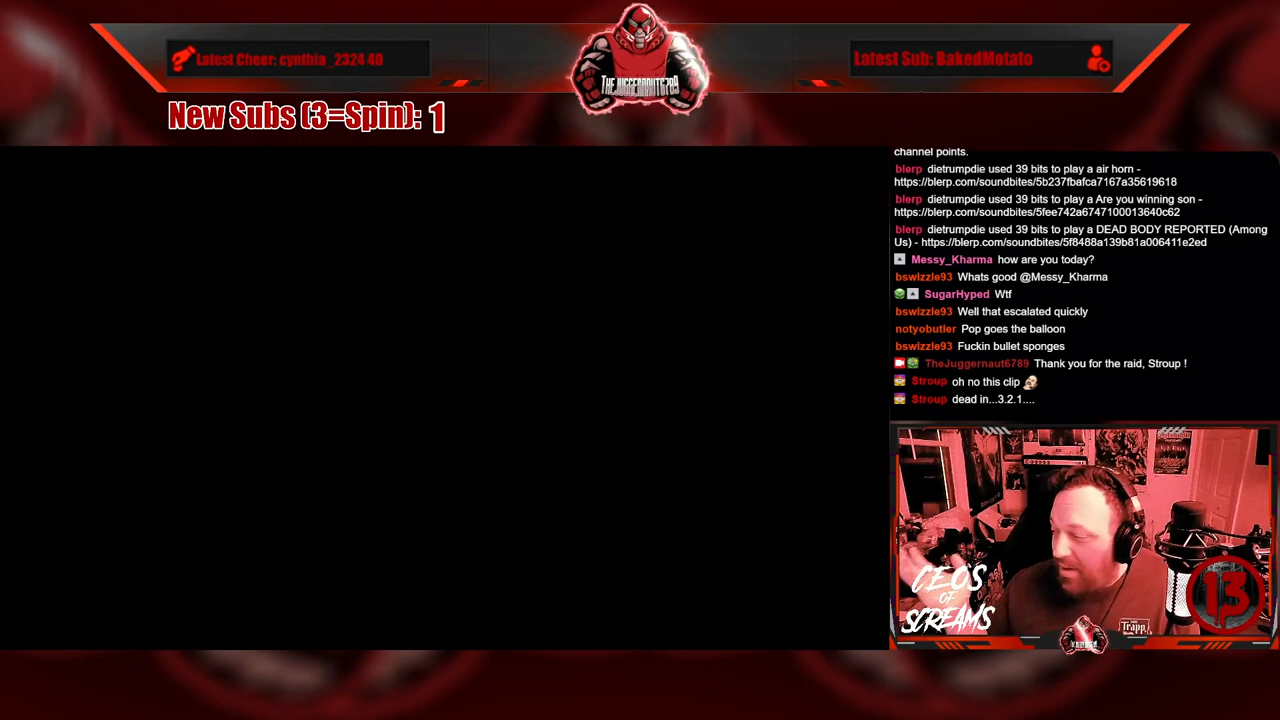 Latest Cheer: cynthia_2324 40
THEJUGGERNAUT6789
Latest Sub: BakedMotato
New Subs (3=Spin): 1
channel points.
blerp dietrumpdie used 39 bits to play a air horn -
https://blerp.com/soundbites/5b237fbafca7167a35619618
blerp dietrumpdie used 39 bits to play a Are you winning son -
https://blerp.com/soundbites/5fee742a6747100013640c62
blerp dietrumpdie used 39 bits to play a DEAD BODY REPORTED (Among
Us) - https://blerp.com/soundbites/5f8488a139b81a006411e2ed
Messy_Kharma how are you today?
bswizzle93 Whats good @Messy_Kharma
SugarHyped Wtf
bswizzle93 Well that escalated quickly
notyobutler Pop goes the balloon
bswizzle93 Fuckin bullet sponges
TheJuggernaut6789 Thank you for the raid, Stroup !
Stroup oh no this clip
Stroup dead in...3.2.1....
CEOS
OF
SCREAMS
13
Trapp